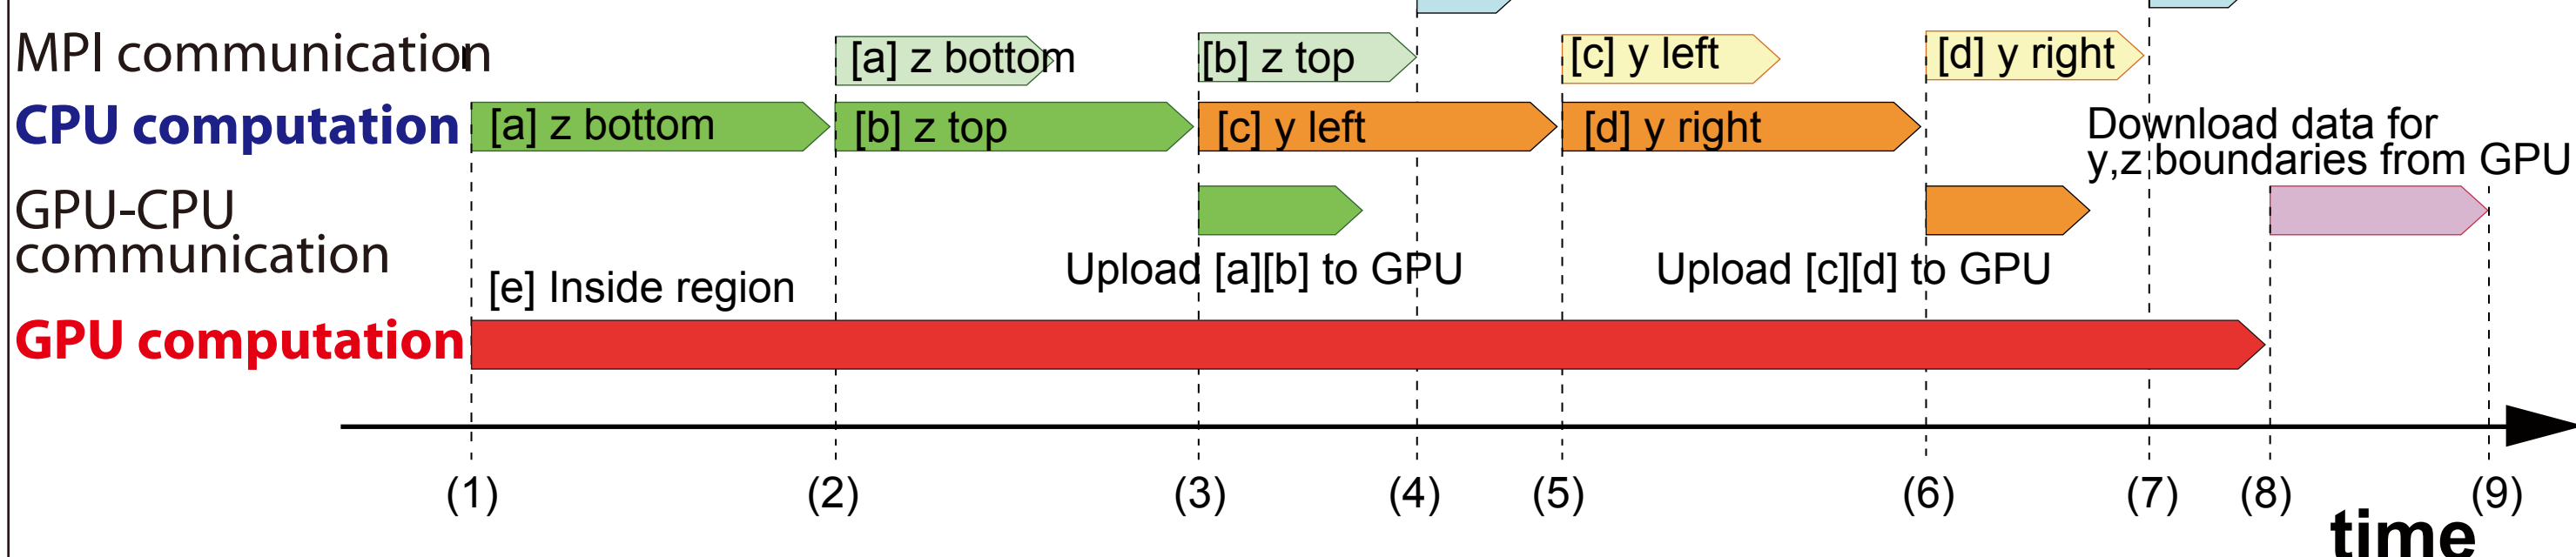 MPI communication
[a] z bottom
[b] z top
[c] y left
[d] y right
CPU computation
[a] z bottom
[b] z top
[c] y left
[d] y right
Download data for
y,z boundaries from GPU
GPU-CPU
communication
Upload [a][b] to GPU
Upload [c][d] to GPU
[e] Inside region
GPU computation
(1)
(2)
(3)
(4)
(5)
(6)
(7)
(8)
(9)
time